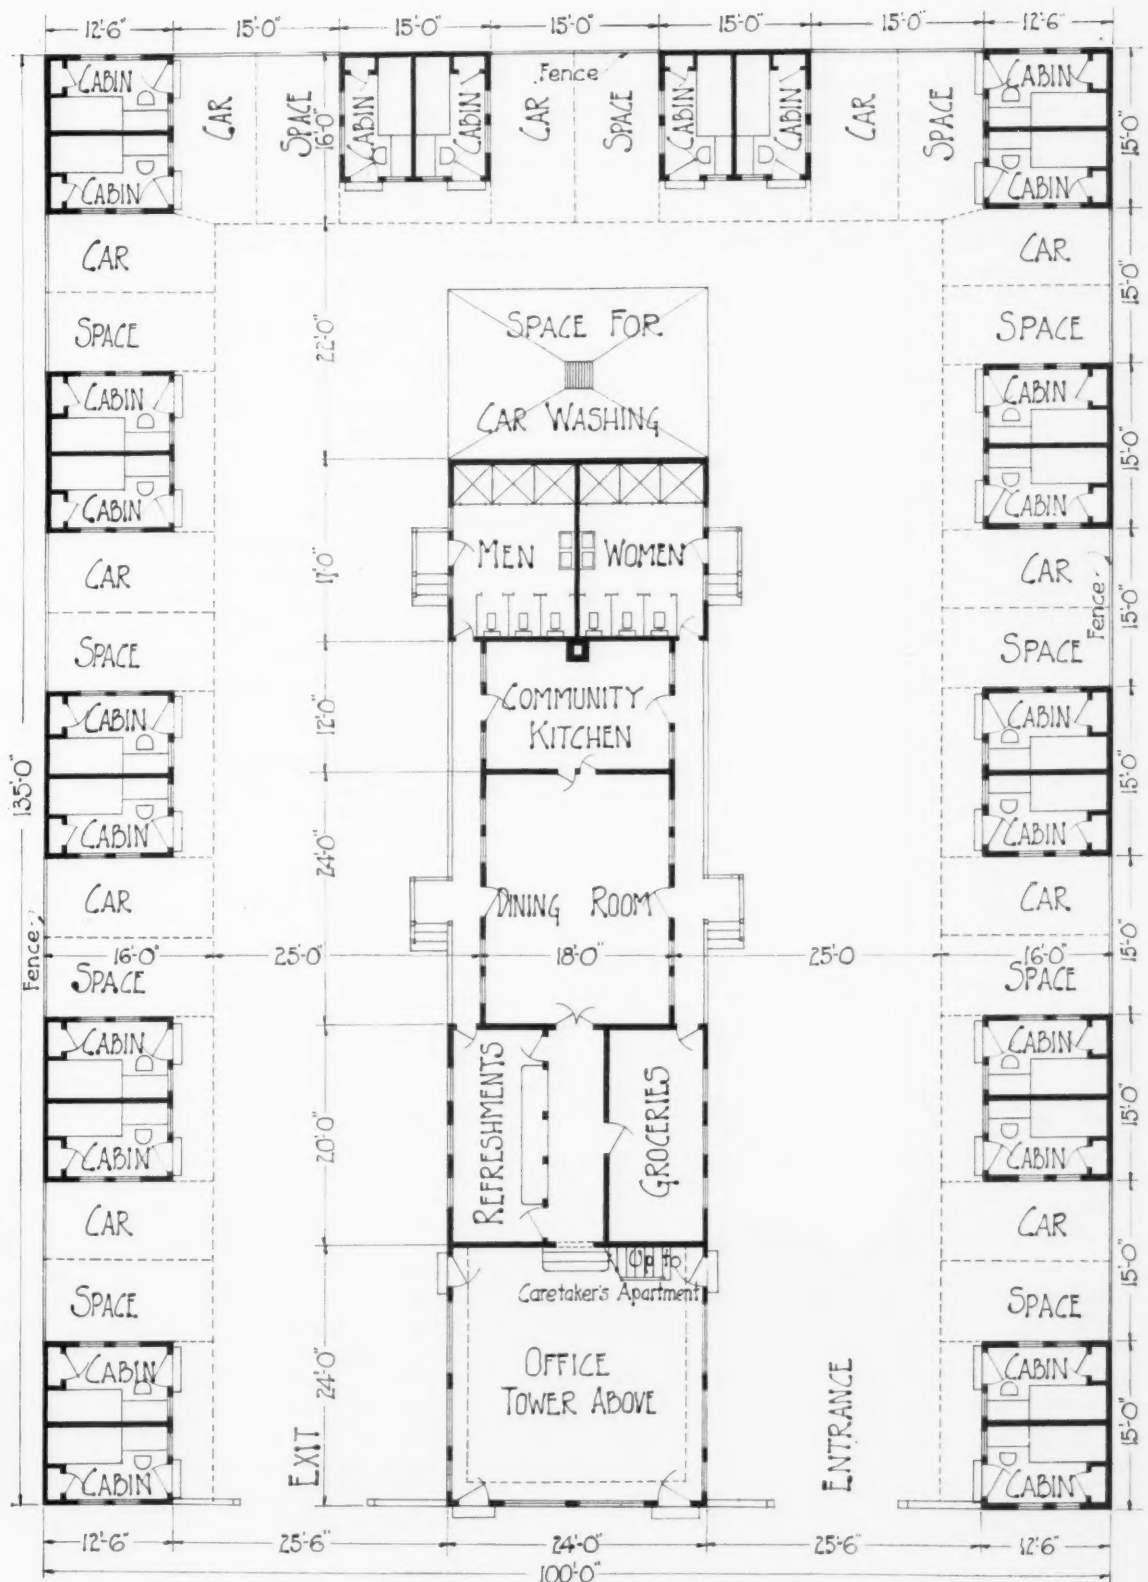 12'-6" 15'-0" 15'-0" 15'-0" 15'-0" 15'-0" 12'-6"
CABIN
CABIN
CAR SPACE
16'-0"
CABIN CABIN
Fence
CAR SPACE
CABIN CABIN
CAR SPACE
CABIN
CABIN
15'-0"
CAR
SPACE
CAR
SPACE
15'-0"
22'-0"
SPACE FOR
CAR WASHING
CABIN
CABIN
CABIN
CABIN
15'-0"
MEN WOMEN
17'-0"
CAR
SPACE
CAR
SPACE
Fence
15'-0"
COMMUNITY
KITCHEN
12'-0"
CABIN
CABIN
CABIN
CABIN
15'-0"
135'-0"
24'-0"
DINING ROOM
CAR
SPACE
CAR
SPACE
15'-0"
Fence
16'-0" 25'-0" 18'-0" 25'-0 16'-0"
CABIN
CABIN
REFRESHMENTS
GROCERIES
20'-0"
CABIN
CABIN
15'-0"
CAR
SPACE
CAR
SPACE
15'-0"
Up to
Caretaker's Apartment
OFFICE
TOWER ABOVE
24'-0"
EXIT
ENTRANCE
CABIN
CABIN
CABIN
CABIN
15'-0"
12'-6" 25'-6" 24'-0" 25'-6" 12'-6"
100'-0"